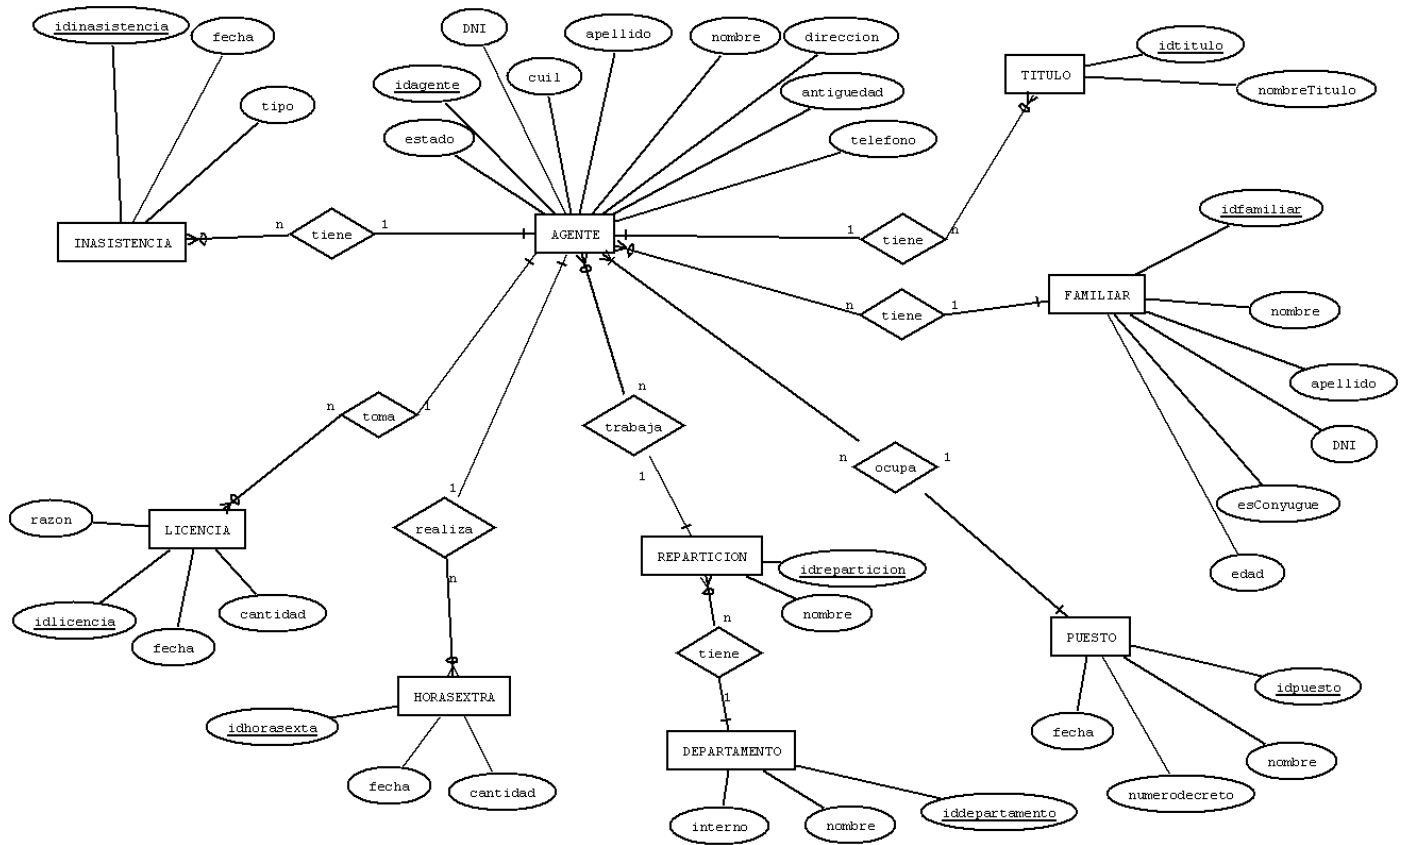 idinasistencia
fecha
tipo
DNI
apellido
nombre
direccion
idagente
cuil
antiguedad
estado
telefono
idtitulo
TITULO
nombreTitulo
INASISTENCIA
n
tiene
1
AGENTE
1
tiene
n
idfamiliar
n
tiene
1
FAMILIAR
nombre
apellido
DNI
esConyugue
edad
n
toma
1
1
realiza
n
n
trabaja
1
n
ocupa
1
razon
LICENCIA
idlicencia
fecha
cantidad
REPARTICION
idreparticion
nombre
n
tiene
1
HORASEXTRA
idhorasexta
fecha
cantidad
DEPARTAMENTO
interno
nombre
iddepartamento
PUESTO
idpuesto
fecha
nombre
numerodecreto